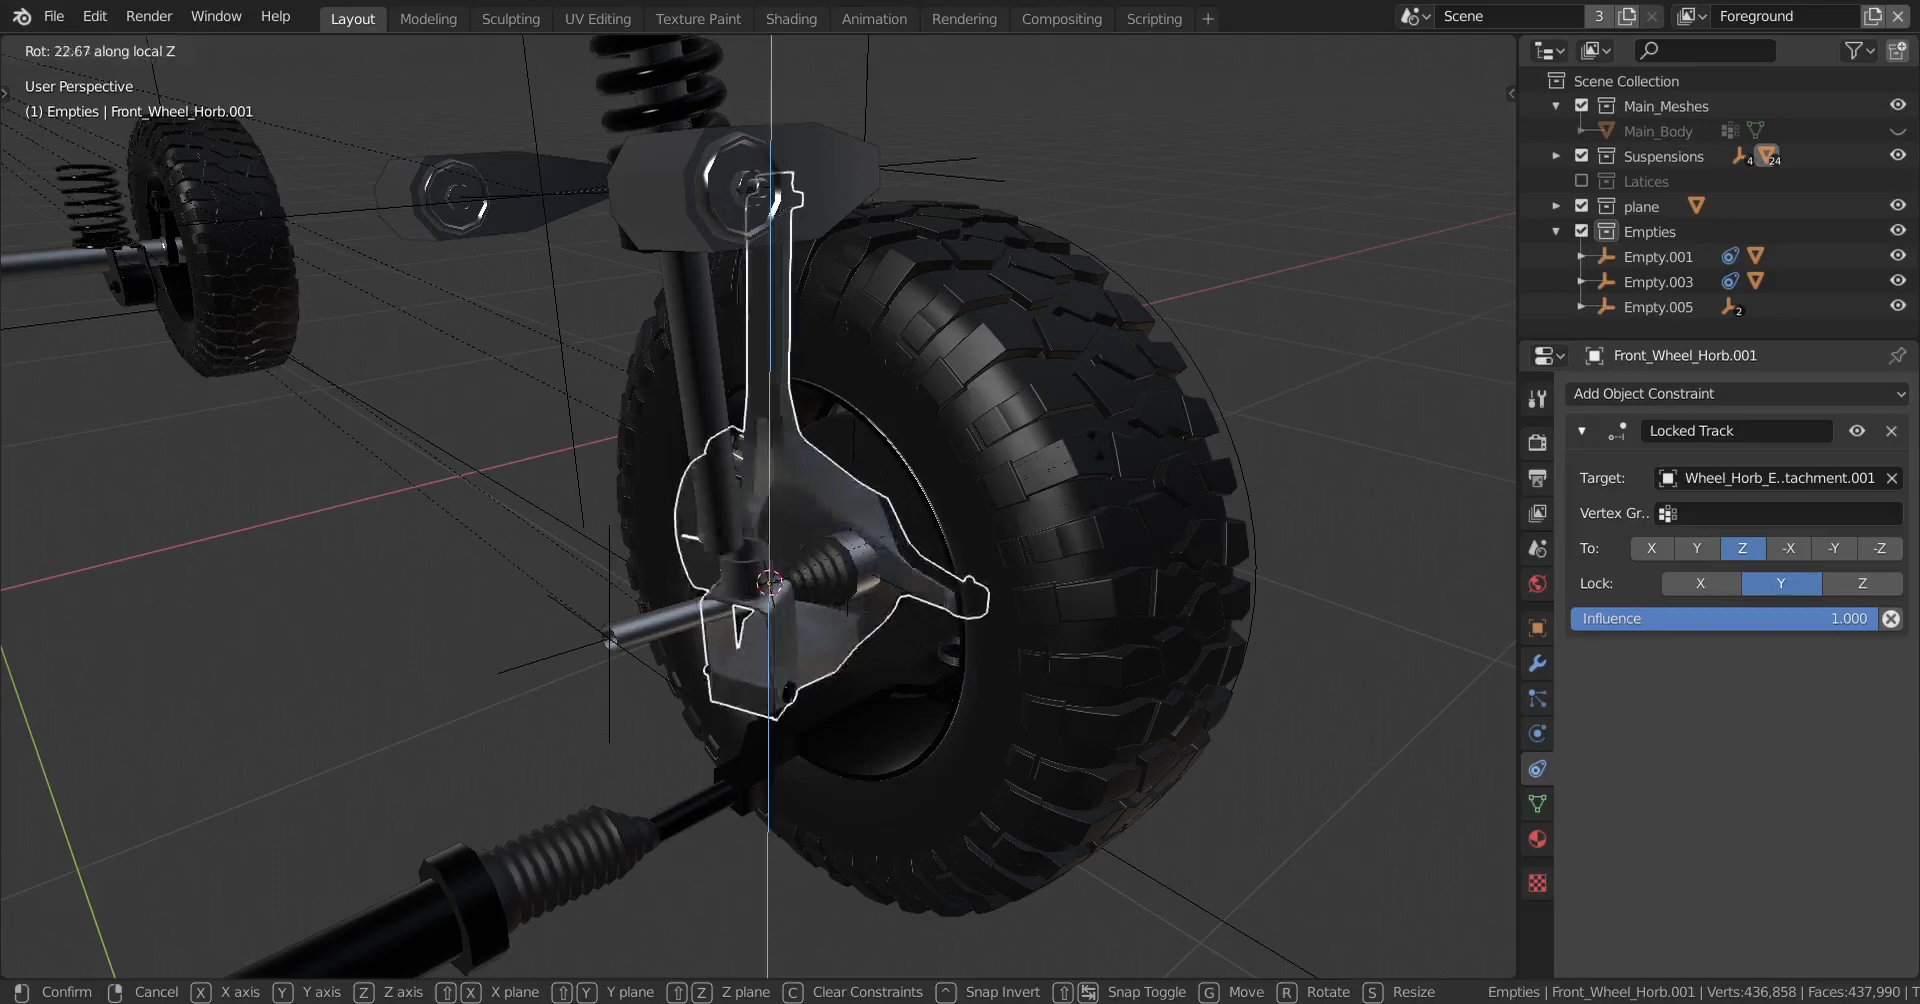 File Edit Render Window Help Layout Modeling Sculpting UV Editing Texture Paint Shading Animation Rendering Compositing Scripting + Scene 3 Foreground
Rot: 22.67 along local Z
User Perspective
(1) Empties | Front_Wheel_Horb.001
Scene Collection
Main_Meshes
Main_Body
Suspensions 4 24
Latices
plane
Empties
Empty.001
Empty.003
Empty.005 2
Front_Wheel_Horb.001
Add Object Constraint
Locked Track
Target: Wheel_Horb_E..tachment.001
Vertex Gr..
To: X Y Z -X -Y -Z
Lock: X Y Z
Influence 1.000
Confirm Cancel X X axis Y Y axis Z Z axis X X plane Y Y plane Z Z plane C Clear Constraints ^ Snap Invert Snap Toggle G Move R Rotate S Resize Empties | Front_Wheel_Horb.001 | Verts:436,858 | Faces:437,990 | T